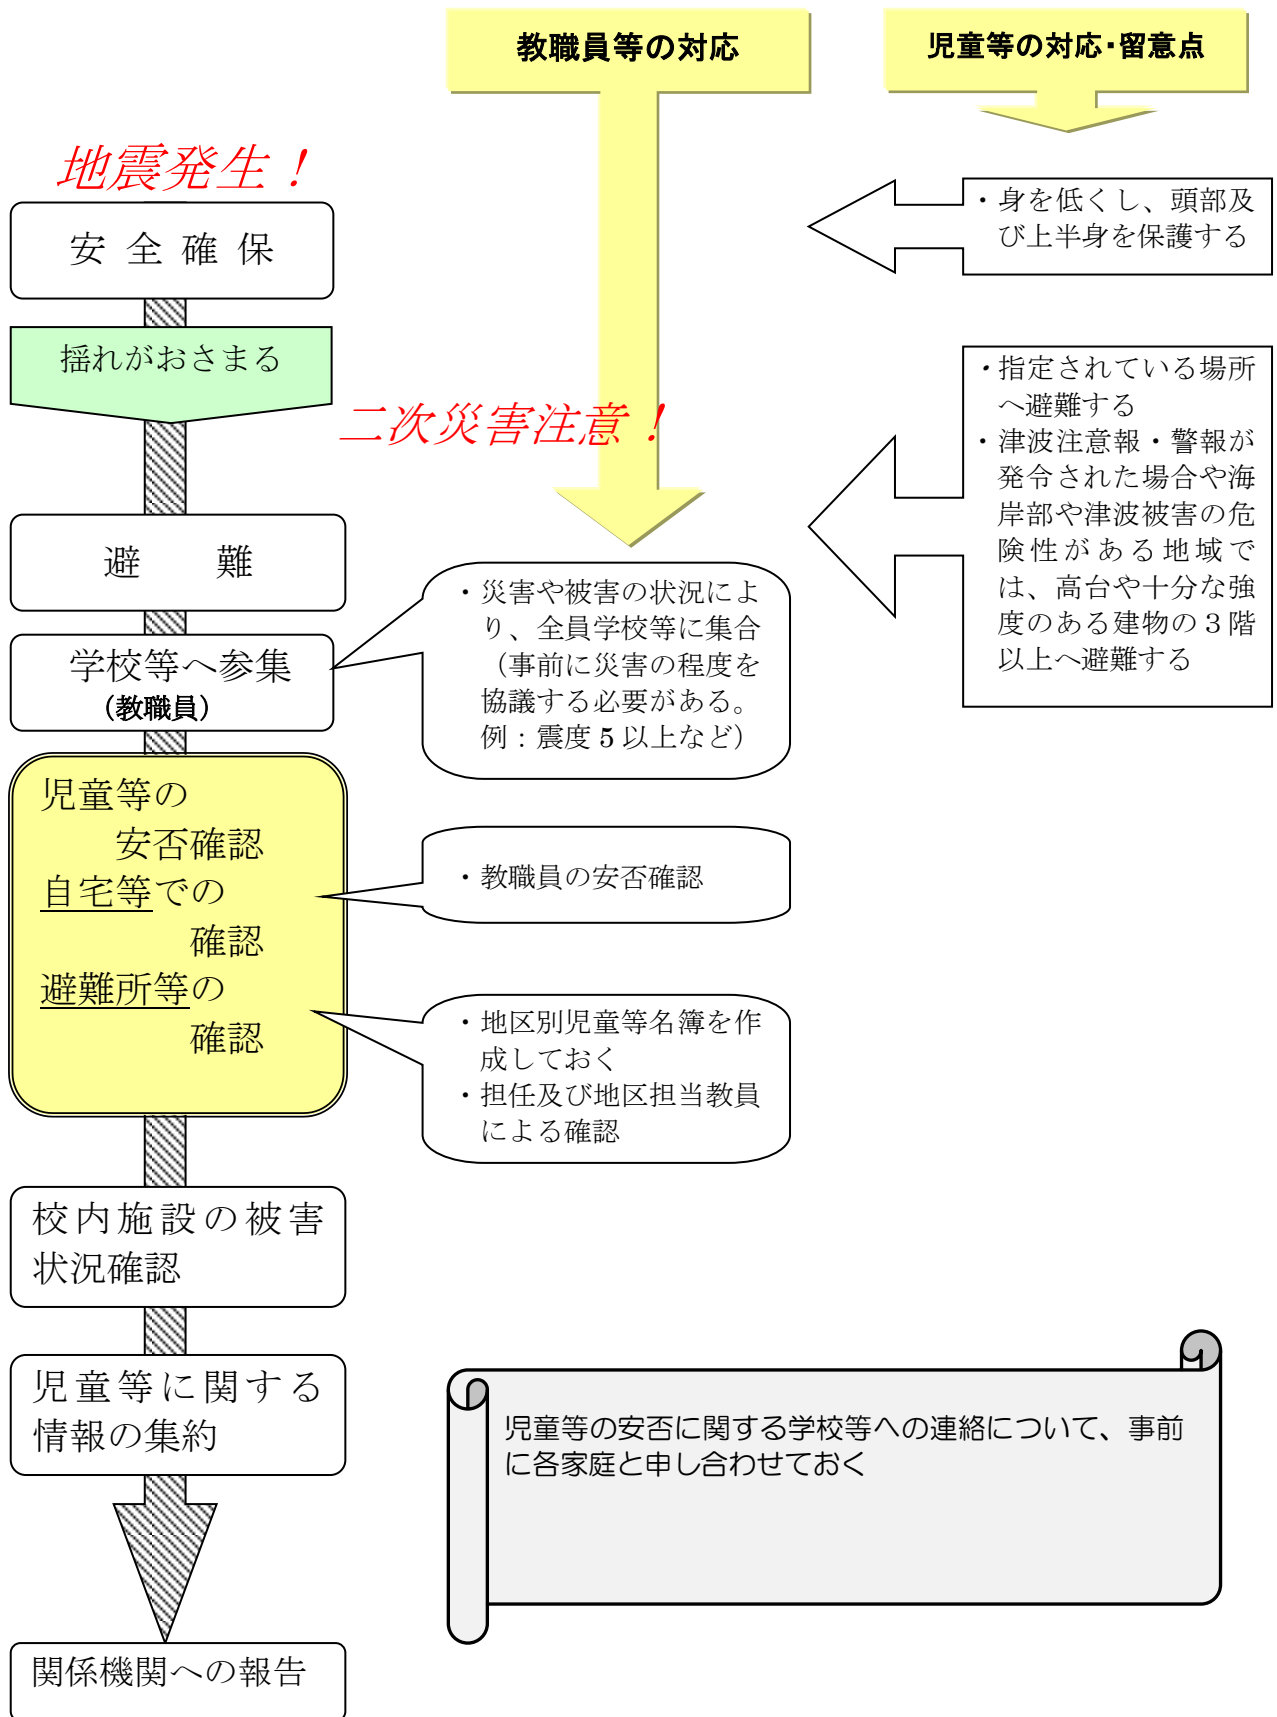 教職員等の対応
児童等の対応・留意点
地震発生！
安全確保
・身を低くし、頭部及
び上半身を保護する
揺れがおさまる
二次災害注意！
・指定されている場所
へ避難する
・津波注意報・警報が
発令された場合や海
岸部や津波被害の危
険性がある地域で
は、高台や十分な強
度のある建物の３階
以上へ避難する
避　難
学校等へ参集
（教職員）
・災害や被害の状況によ
り、全員学校等に集合
（事前に災害の程度を
協議する必要がある。
例：震度5以上など）
児童等の
安否確認
自宅等での
確認
避難所等の
確認
・教職員の安否確認
・地区別児童等名簿を作
成しておく
・担任及び地区担当教員
による確認
校内施設の被害
状況確認
児童等に関する
情報の集約
児童等の安否に関する学校等への連絡について、事前
に各家庭と申し合わせておく
関係機関への報告